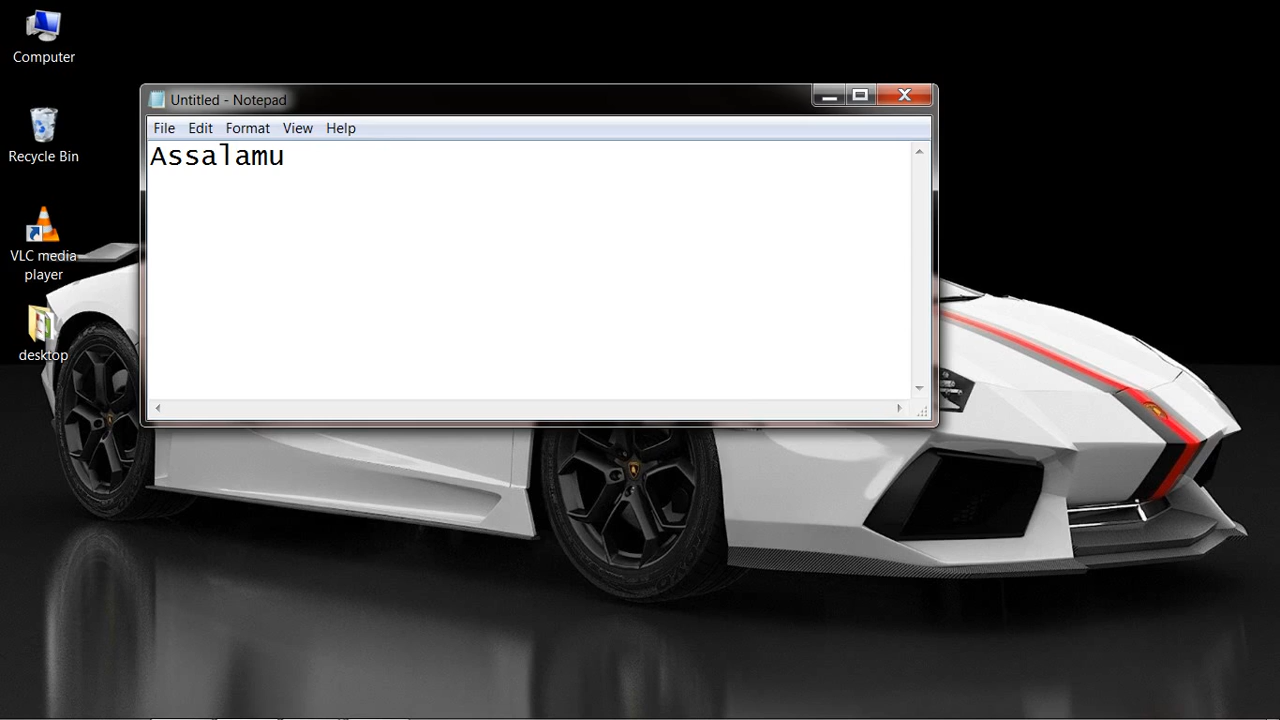 Computer
Recycle Bin
VLC media
player
desktop
Untitled - Notepad
File Edit Format View Help
Assalamu